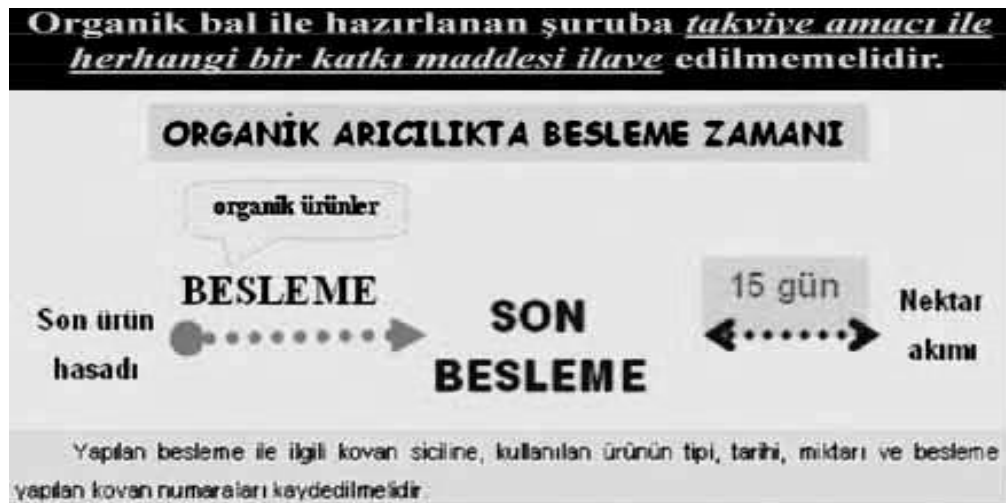 Organik bal ile hazırlanan şuruba takviye amacı ile
herhangi bir katkı maddesi ilave edilmemelidir.
ORGANİK ARICILIKTA BESLEME ZAMANI
organik ürünler
BESLEME
Son ürün
hasadı
SON
BESLEME
15 gün
Nektar
akımı
Yapılan besleme ile ilgili kovan siciline, kullanılan ürünün tipi, tarihi, miktarı ve besleme
yapılan kovan numaraları kaydedilmelidir.